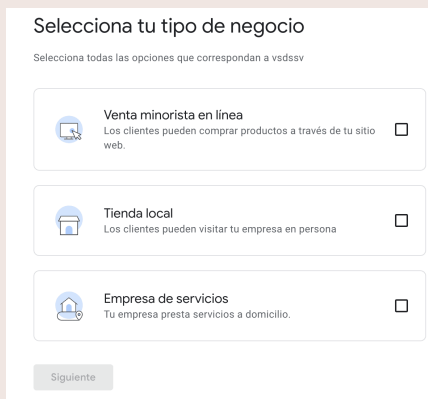 Selecciona tu tipo de negocio
Selecciona todas las opciones que correspondan a vsdssv
Venta minorista en línea
Los clientes pueden comprar productos a través de tu sitio
web.
Tienda local
Los clientes pueden visitar tu empresa en persona
Empresa de servicios
Tu empresa presta servicios a domicilio.
Siguiente